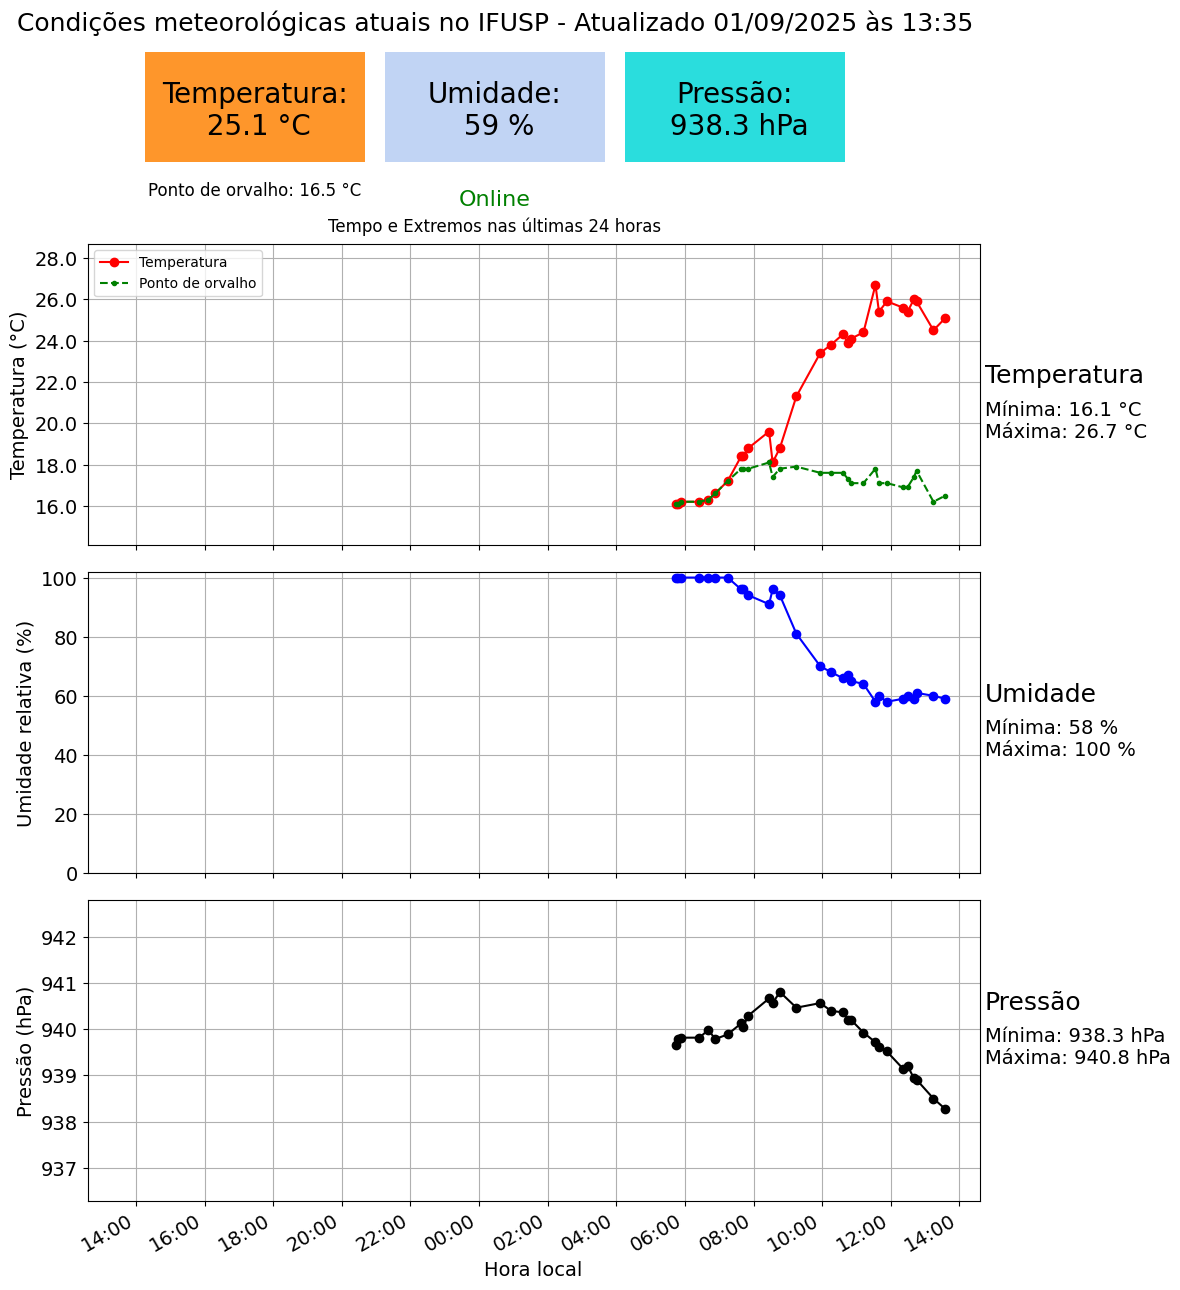 Condições meteorológicas atuais no IFUSP - Atualizado 01/09/2025 às 13:35
Temperatura:
25.1 °C
Umidade:
59 %
Pressão:
938.3 hPa
Ponto de orvalho: 16.5 °C
Online
Tempo e Extremos nas últimas 24 horas
Temperatura
Ponto de orvalho
Temperatura (°C)
28.0
26.0
24.0
22.0
20.0
18.0
16.0
Temperatura
Mínima: 16.1 °C
Máxima: 26.7 °C
Umidade relativa (%)
100
80
60
40
20
0
Umidade
Mínima: 58 %
Máxima: 100 %
Pressão (hPa)
942
941
940
939
938
937
Pressão
Mínima: 938.3 hPa
Máxima: 940.8 hPa
14:00 16:00 18:00 20:00 22:00 00:00 02:00 04:00 06:00 08:00 10:00 12:00 14:00
Hora local